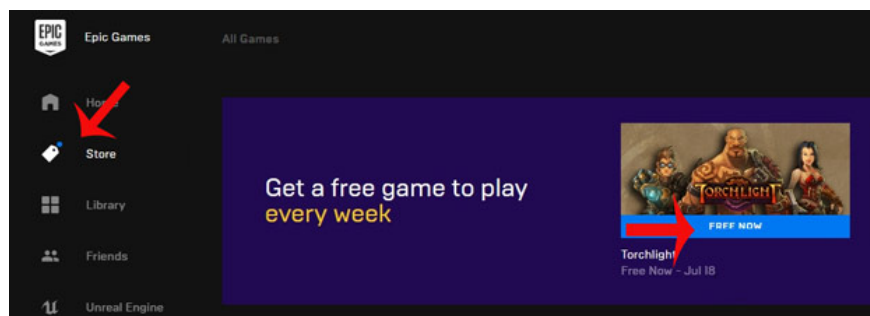 EPIC
GAMES
Epic Games
All Games
Home
Store
Library
Friends
Unreal Engine
Get a free game to play
every week
TORCHLIGHT
FREE NOW
Torchlight
Free Now - Jul 18